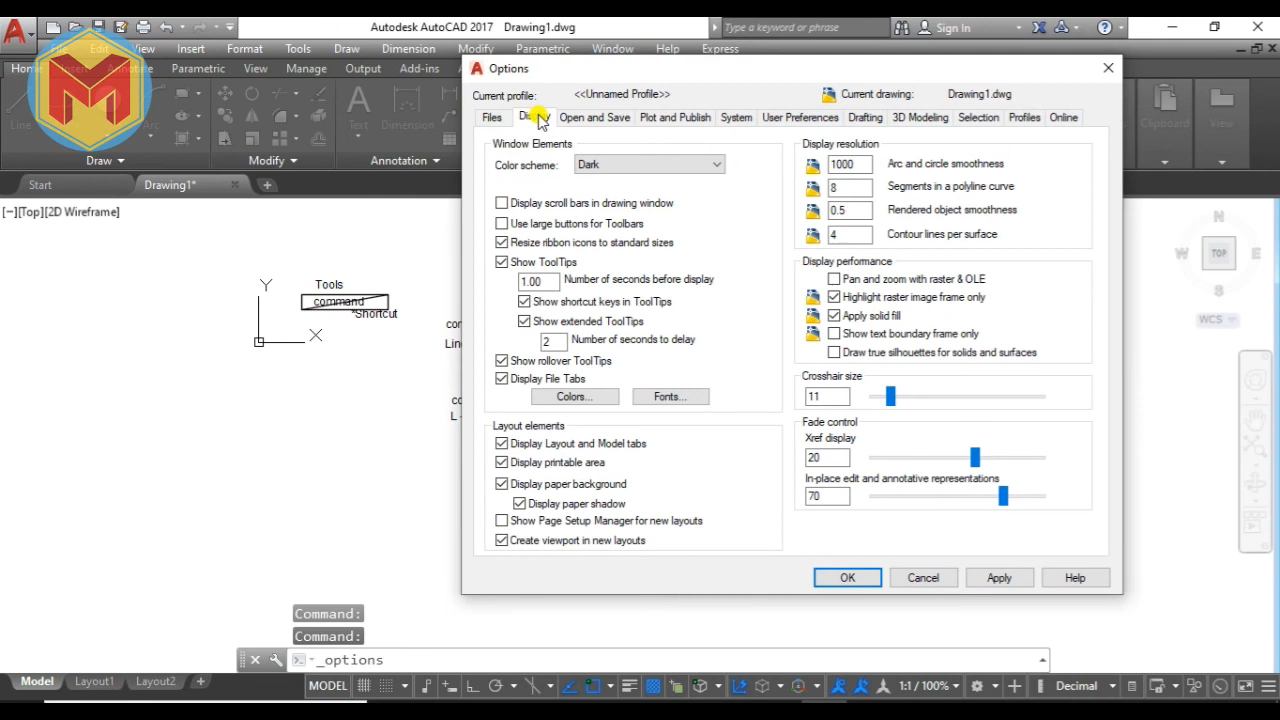 Autodesk AutoCAD 2017 Drawing1.dwg
Type a keyword or phrase
Sign In
File Edit View Insert Format Tools Draw Dimension Modify Parametric Window Help Express
Parametric View Manage Output Add-ins
Line
Text
Dimension
Clipboard
Draw
Modify
Annotation
Start
Drawing1*
[−][Top][2D Wireframe]
Options
Current profile:
<<Unnamed Profile>>
Current drawing:
Drawing1.dwg
Files Open and Save Plot and Publish System User Preferences Drafting 3D Modeling Selection Profiles Online
Window Elements
Color scheme:
Dark
Display scroll bars in drawing window
Use large buttons for Toolbars
Resize ribbon icons to standard sizes
Show ToolTips
1.00 Number of seconds before display
Show shortcut keys in ToolTips
Show extended ToolTips
2 Number of seconds to delay
Show rollover ToolTips
Display File Tabs
Colors...
Fonts...
Layout elements
Display Layout and Model tabs
Display printable area
Display paper background
Display paper shadow
Show Page Setup Manager for new layouts
Create viewport in new layouts
Display resolution
1000 Arc and circle smoothness
8 Segments in a polyline curve
0.5 Rendered object smoothness
4 Contour lines per surface
Display performance
Pan and zoom with raster & OLE
Highlight raster image frame only
Apply solid fill
Show text boundary frame only
Draw true silhouettes for solids and surfaces
Crosshair size
11
Fade control
Xref display
20
In-place edit and annotative representations
70
OK
Cancel
Apply
Help
Tools
command
*Shortcut
Y
X
N
W TOP E
S
WCS
Command:
Command:
_options
Model Layout1 Layout2
MODEL
1:1 / 100%
Decimal